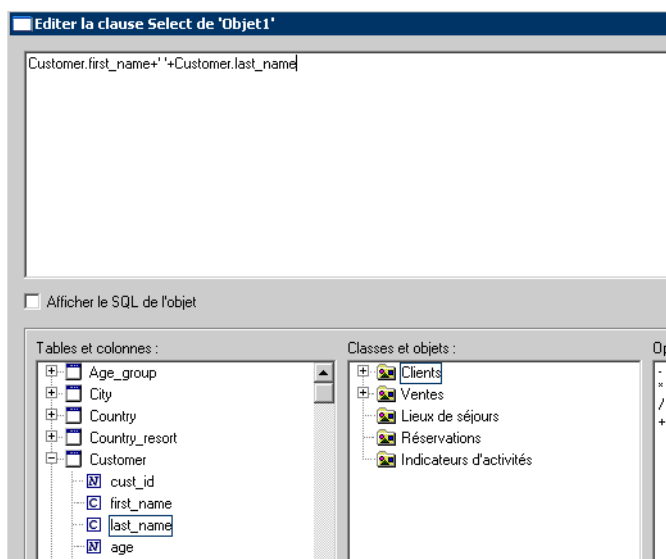 Editer la clause Select de 'Objet1'
Customer.first_name+' '+Customer.last_name
Afficher le SQL de l'objet
Tables et colonnes :
Age_group
City
Country
Country_resort
Customer
N cust_id
C first_name
C last_name
N age
Classes et objets :
Clients
Ventes
Lieux de séjours
Réservations
Indicateurs d'activités
Op
-
*
/
+